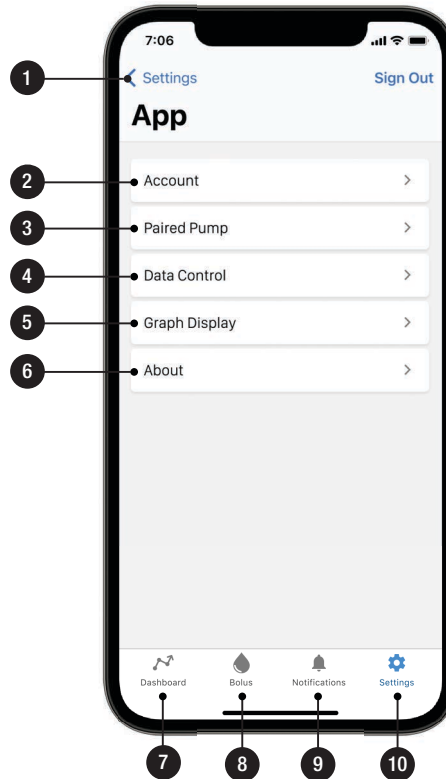 7:06
1
Settings
Sign Out
App
2
Account
3
Paired Pump
4
Data Control
5
Graph Display
6
About
Dashboard
Bolus
Notifications
Settings
7
8
9
10